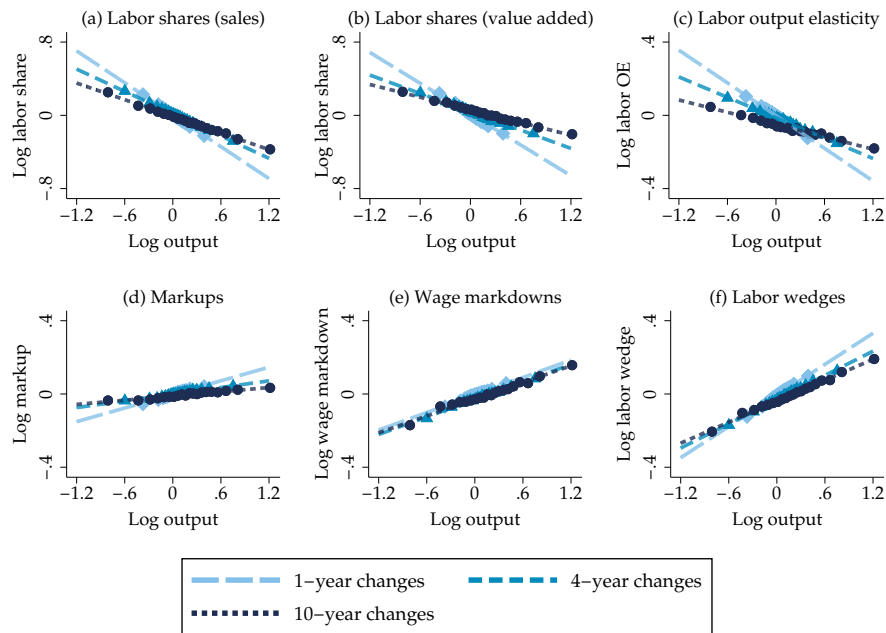 (a) Labor shares (sales)
Log labor share
.8
0
−.8
−1.2 −.6 0 .6 1.2
Log output
(b) Labor shares (value added)
Log labor share
.8
0
−.8
−1.2 −.6 0 .6 1.2
Log output
(c) Labor output elasticity
Log labor OE
.4
0
−.4
−1.2 −.6 0 .6 1.2
Log output
(d) Markups
Log markup
.4
0
−.4
−1.2 −.6 0 .6 1.2
Log output
(e) Wage markdowns
Log wage markdown
.4
0
−.4
−1.2 −.6 0 .6 1.2
Log output
(f) Labor wedges
Log labor wedge
.4
0
−.4
−1.2 −.6 0 .6 1.2
Log output
1−year changes
4−year changes
10−year changes